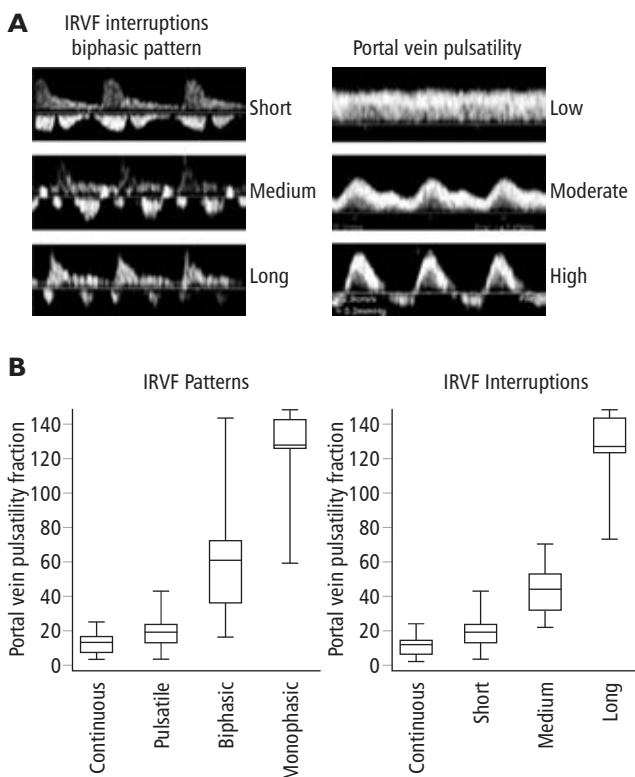 A
IRVF interruptions
biphasic pattern
Short
Medium
Long
Portal vein pulsatility
Low
Moderate
High
B
IRVF Patterns
Portal vein pulsatility fraction
140
120
100
80
60
40
20
0
Continuous
Pulsatile
Biphasic
Monophasic
IRVF Interruptions
Portal vein pulsatility fraction
140
120
100
80
60
40
20
0
Continuous
Short
Medium
Long